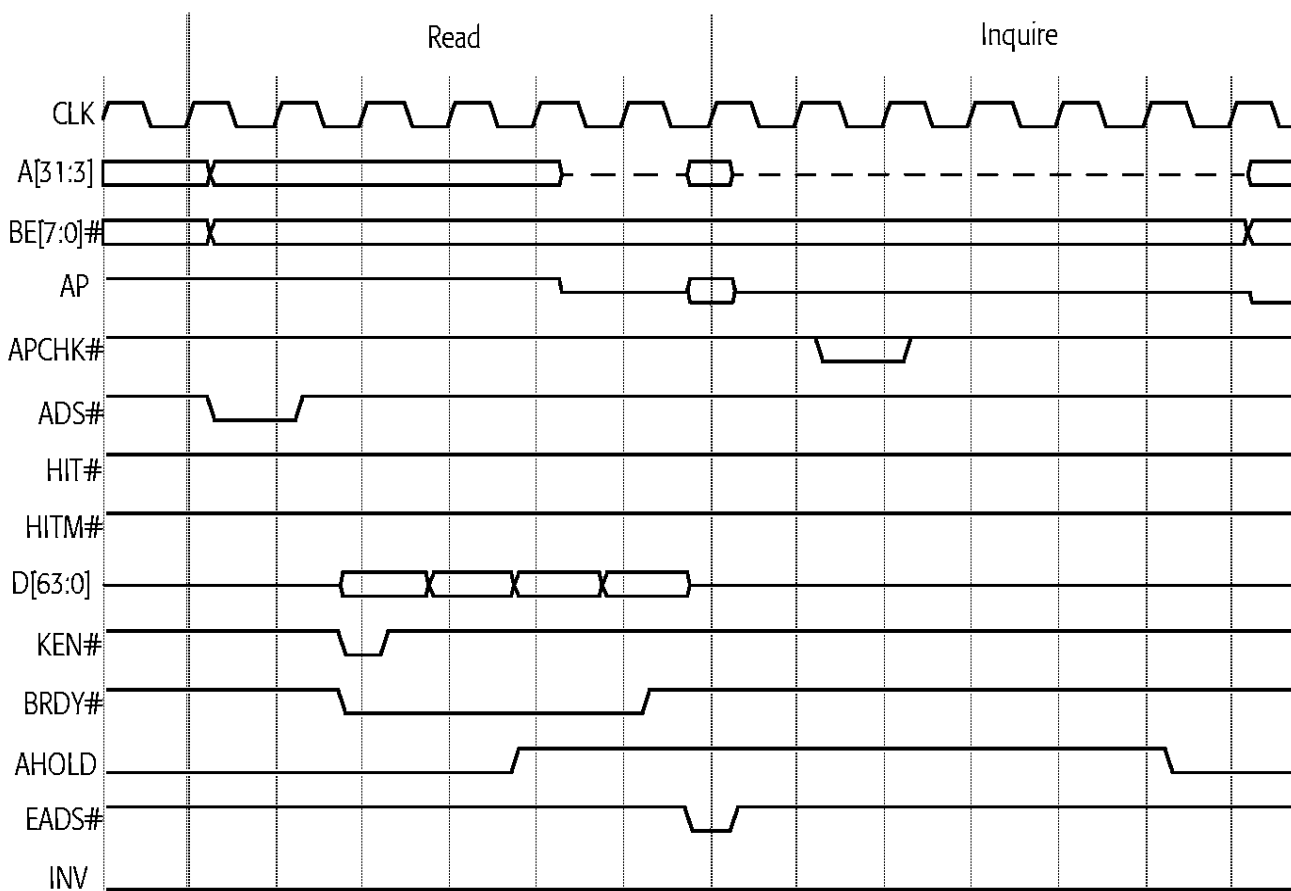 Read
Inquire
CLK
A[31:3]
BE[7:0]#
AP
APCHK#
ADS#
HIT#
HITM#
D[63:0]
KEN#
BRDY#
AHOLD
EADS#
INV